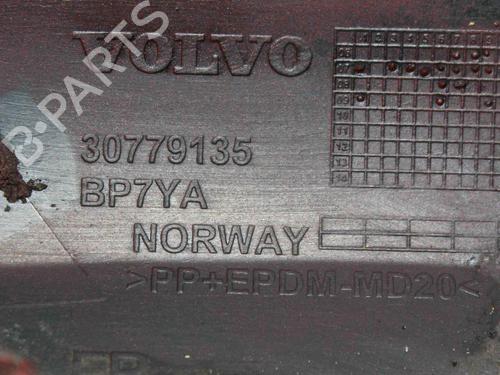 VOLVO
30779135
BP7YA
NORWAY
>PP+EPDM-MD20<
B-PARTS